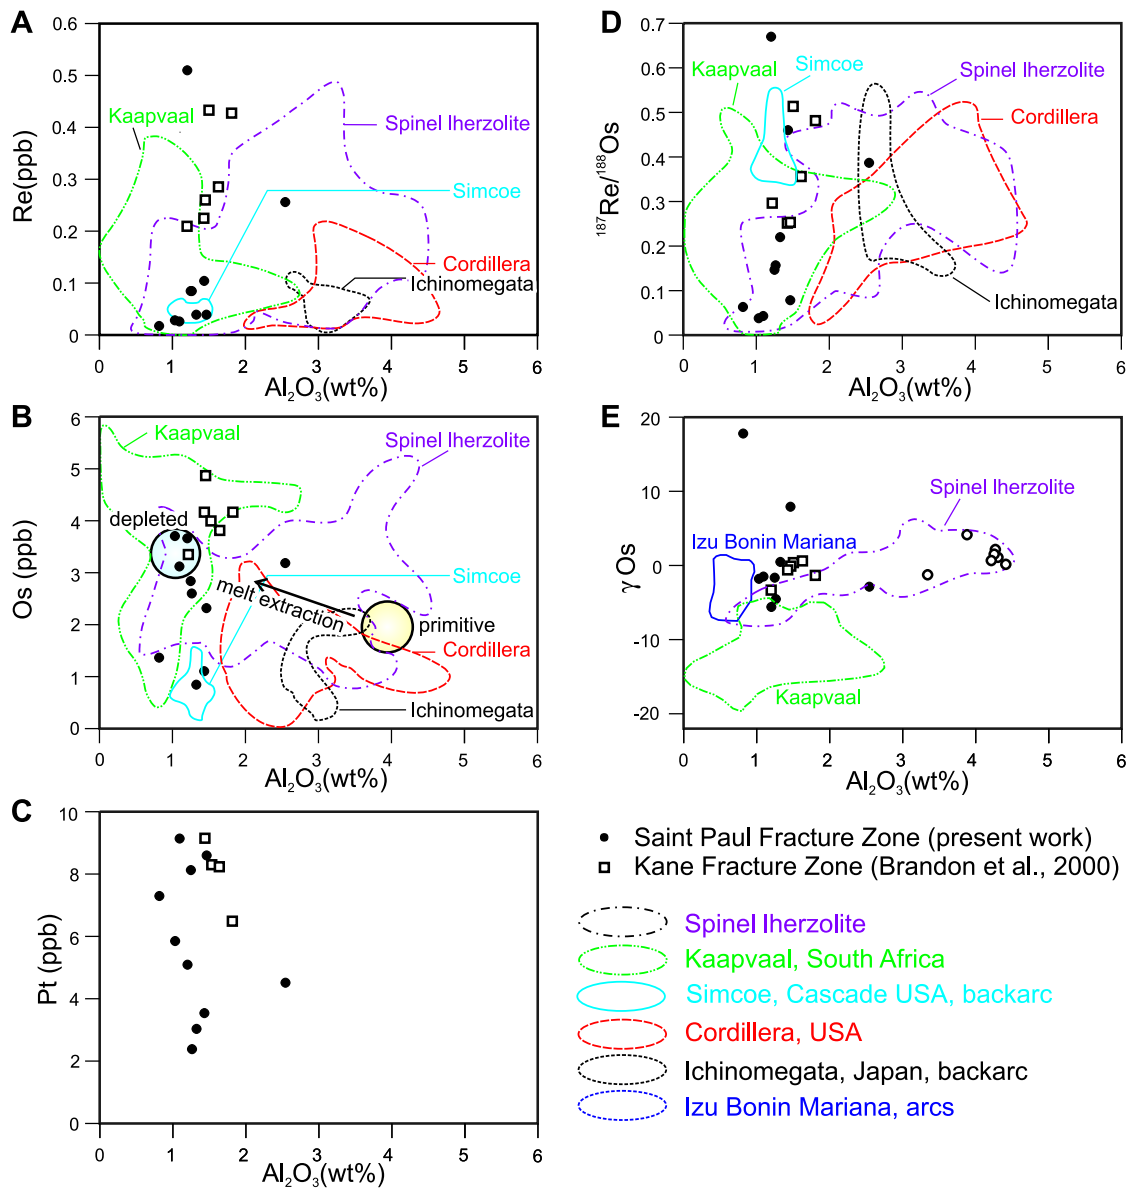 A
0.6
0.5
0.4
0.3
0.2
0.1
0
Re(ppb)
Kaapvaal
Spinel lherzolite
Simcoe
Cordillera
Ichinomegata
0 1 2 3 4 5 6
Al2O3(wt%)
D
0.7
0.6
0.5
0.4
0.3
0.2
0.1
0
187Re/188Os
Kaapvaal
Simcoe
Spinel lherzolite
Cordillera
Ichinomegata
0 1 2 3 4 5 6
Al2O3(wt%)
B
6
5
4
3
2
1
0
Os (ppb)
Kaapvaal
Spinel lherzolite
depleted
Simcoe
melt extraction
primitive
Cordillera
Ichinomegata
0 1 2 3 4 5 6
Al2O3(wt%)
E
20
10
0
-10
-20
γ Os
Spinel lherzolite
Izu Bonin Mariana
Kaapvaal
0 1 2 3 4 5 6
Al2O3(wt%)
C
10
8
6
4
2
0
Pt (ppb)
0 1 2 3 4 5 6
Al2O3(wt%)
Saint Paul Fracture Zone (present work)
Kane Fracture Zone (Brandon et al., 2000)
Spinel lherzolite
Kaapvaal, South Africa
Simcoe, Cascade USA, backarc
Cordillera, USA
Ichinomegata, Japan, backarc
Izu Bonin Mariana, arcs